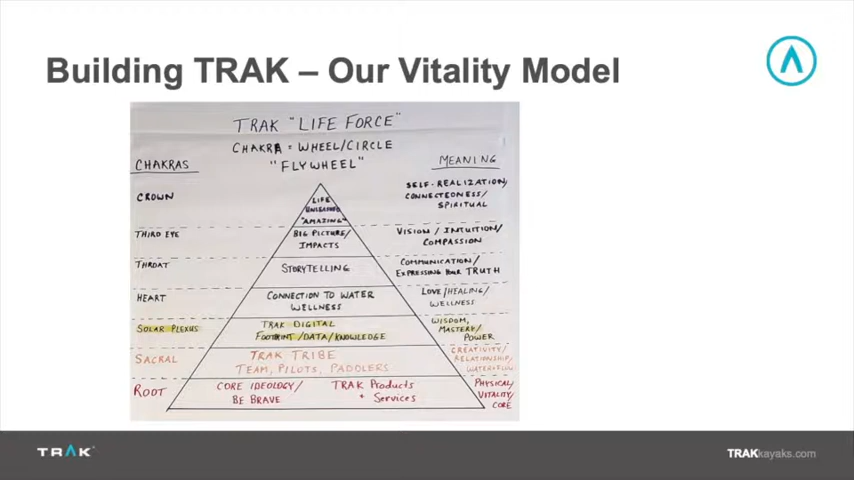 Building TRAK – Our Vitality Model
TRAK "LIFE FORCE"
CHAKRA = WHEEL/CIRCLE
"FLYWHEEL"
CHAKRAS
MEANING
CROWN
LIFE
UNLEASHED
"AMAZING"
SELF-REALIZATION/
CONNECTEDNESS/
SPIRITUAL
THIRD EYE
BIG PICTURE/
IMPACTS
VISION / INTUITION/
COMPASSION
THROAT
STORYTELLING
COMMUNICATION/
EXPRESSING YOUR TRUTH
HEART
CONNECTION TO WATER
WELLNESS
LOVE/HEALING/
WELLNESS
SOLAR PLEXUS
TRAK DIGITAL
FOOTPRINT/DATA/KNOWLEDGE
WISDOM,
MASTERY/
POWER
SACRAL
TRAK TRIBE
TEAM, PILOTS, PADDLERS
CREATIVITY/
RELATIONSHIP/
WATER+FLOW
ROOT
CORE IDEOLOGY/
BE BRAVE
TRAK Products
+ Services
PHYSICAL/
VITALITY/
CORE
TRAK
TRAKkayaks.com